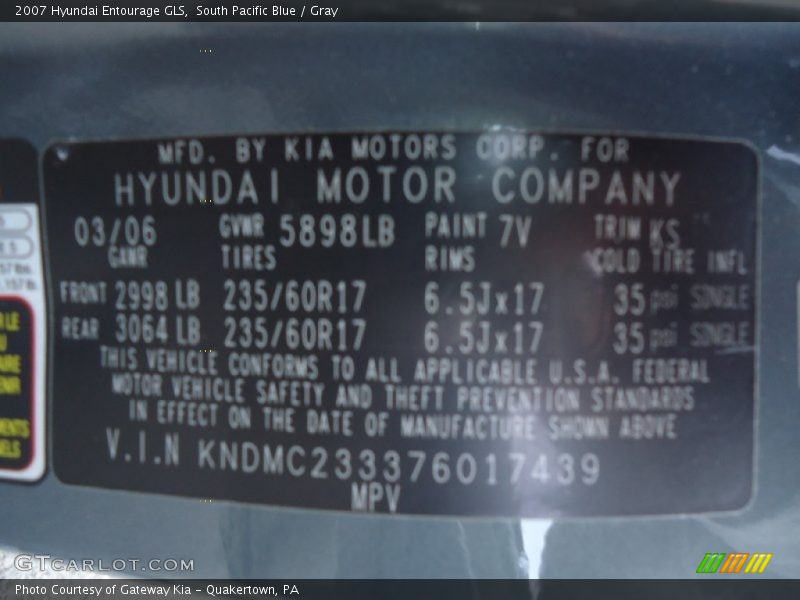 2007 Hyundai Entourage GLS, South Pacific Blue / Gray
MFD. BY KIA MOTORS CORP. FOR
HYUNDAI MOTOR COMPANY
03/06 GVWR 5898LB PAINT 7V TRIM KS
GAWR TIRES RIMS COLD TIRE INFL
FRONT 2998 LB 235/60R17 6.5Jx17 35 psi SINGLE
REAR 3064 LB 235/60R17 6.5Jx17 35 psi SINGLE
THIS VEHICLE CONFORMS TO ALL APPLICABLE U.S.A. FEDERAL
MOTOR VEHICLE SAFETY AND THEFT PREVENTION STANDARDS
IN EFFECT ON THE DATE OF MANUFACTURE SHOWN ABOVE
V.I.N KNDMC233376017439
MPV
GTCARLOT.COM
Photo Courtesy of Gateway Kia – Quakertown, PA